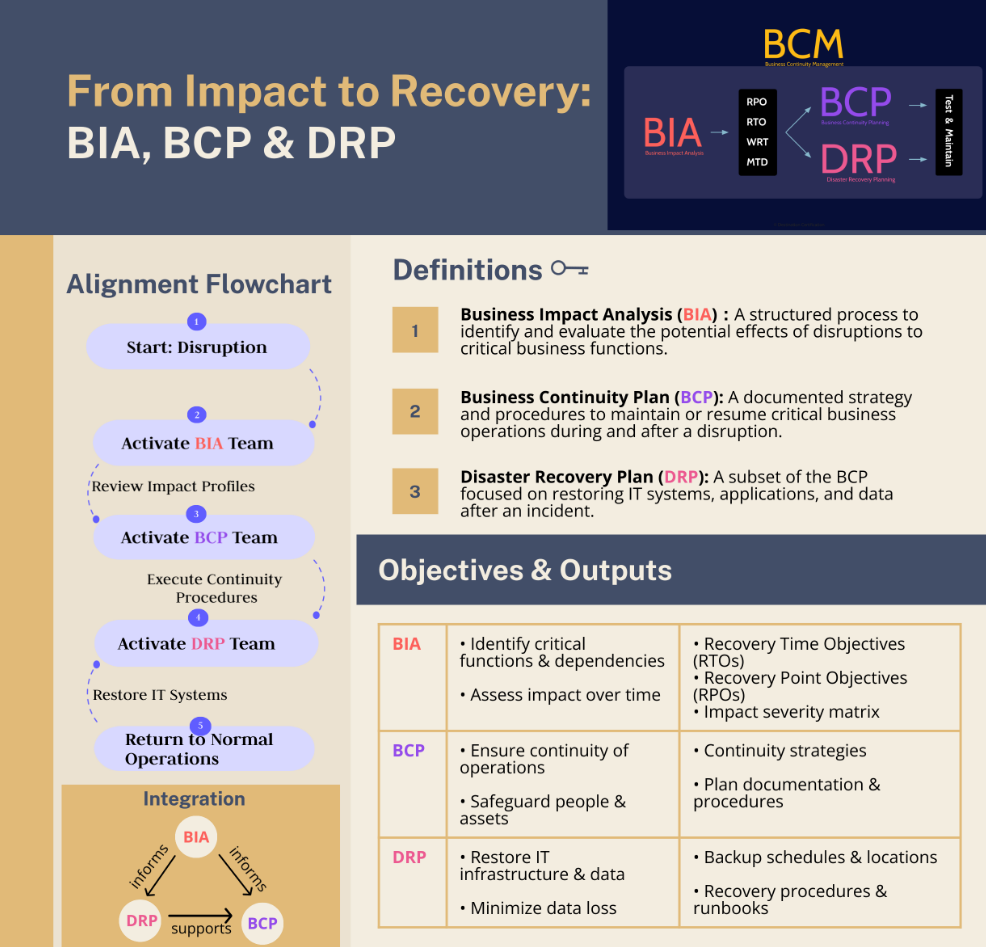 From Impact to Recovery:
BIA, BCP & DRP
BCM
Business Continuity Management
BIA
Business Impact Analysis
RPO
RTO
WRT
MTD
BCP
Business Continuity Planning
DRP
Disaster Recovery Planning
Test & Maintain
Alignment Flowchart
1
Start: Disruption
2
Activate BIA Team
Review Impact Profiles
3
Activate BCP Team
Execute Continuity
Procedures
4
Activate DRP Team
Restore IT Systems
5
Return to Normal
Operations
Integration
BIA
informs
informs
DRP
supports
BCP
Definitions
1
Business Impact Analysis (BIA) : A structured process to
identify and evaluate the potential effects of disruptions to
critical business functions.
2
Business Continuity Plan (BCP): A documented strategy
and procedures to maintain or resume critical business
operations during and after a disruption.
3
Disaster Recovery Plan (DRP): A subset of the BCP
focused on restoring IT systems, applications, and data
after an incident.
Objectives & Outputs
BIA
• Identify critical
functions & dependencies
• Assess impact over time
• Recovery Time Objectives
(RTOs)
• Recovery Point Objectives
(RPOs)
• Impact severity matrix
BCP
• Ensure continuity of
operations
• Safeguard people &
assets
• Continuity strategies
• Plan documentation &
procedures
DRP
• Restore IT
infrastructure & data
• Minimize data loss
• Backup schedules & locations
• Recovery procedures &
runbooks